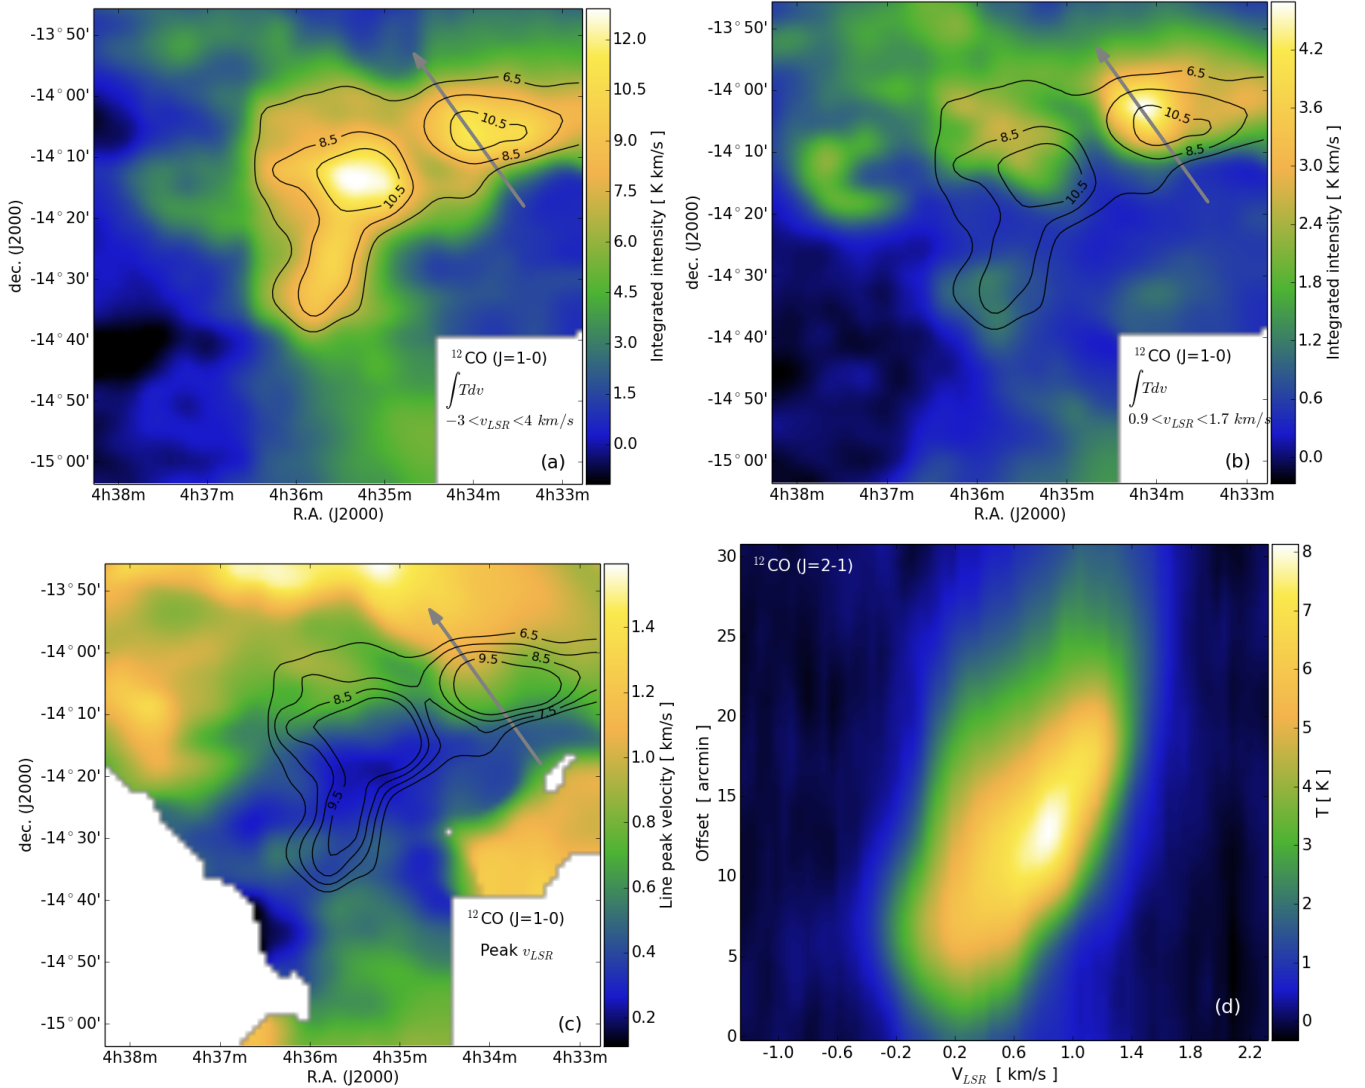 -13°50'
-14°00'
-14°10'
-14°20'
-14°30'
-14°40'
-14°50'
-15°00'
dec. (J2000)
6.5
10.5
8.5
8.5
10.5
12CO (J=1-0)
∫Tdv
−3 <vLSR <4 km/s
(a)
4h38m 4h37m 4h36m 4h35m 4h34m 4h33m
R.A. (J2000)
12.0
10.5
9.0
7.5
6.0
4.5
3.0
1.5
0.0
Integrated intensity [ K km/s ]
-13°50'
-14°00'
-14°10'
-14°20'
-14°30'
-14°40'
-14°50'
-15°00'
dec. (J2000)
6.5
10.5
8.5
8.5
10.5
12CO (J=1-0)
∫Tdv
0.9 <vLSR <1.7 km/s
(b)
4h38m 4h37m 4h36m 4h35m 4h34m 4h33m
R.A. (J2000)
4.2
3.6
3.0
2.4
1.8
1.2
0.6
0.0
Integrated intensity [ K km/s ]
-13°50'
-14°00'
-14°10'
-14°20'
-14°30'
-14°40'
-14°50'
-15°00'
dec. (J2000)
6.5
9.5
8.5
8.5
7.5
9.5
12CO (J=1-0)
Peak vLSR
(c)
4h38m 4h37m 4h36m 4h35m 4h34m 4h33m
R.A. (J2000)
1.4
1.2
1.0
0.8
0.6
0.4
0.2
Line peak velocity [ km/s ]
12CO (J=2-1)
30
25
20
15
10
5
0
Offset [ arcmin ]
(d)
-1.0 -0.6 -0.2 0.2 0.6 1.0 1.4 1.8 2.2
VLSR [ km/s ]
8
7
6
5
4
3
2
1
0
T [ K ]